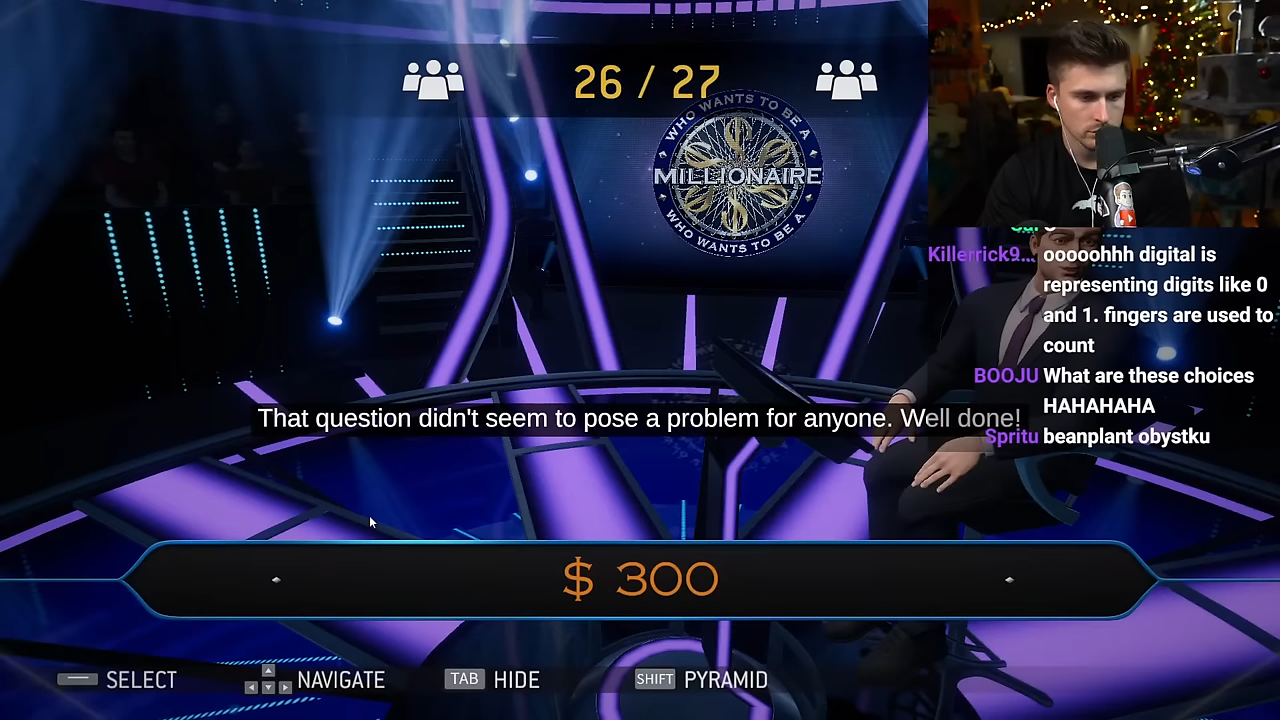 26 / 27
WHO WANTS TO BE A
MILLIONAIRE
WHO WANTS TO BE A
Killerrick9... ooooohhh digital is
representing digits like 0
and 1. fingers are used to
count
BOOJU What are these choices
HAHAHAHA
Spritu beanplant obystku
That question didn't seem to pose a problem for anyone. Well done!
$ 300
SELECT
NAVIGATE
TAB HIDE
SHIFT PYRAMID